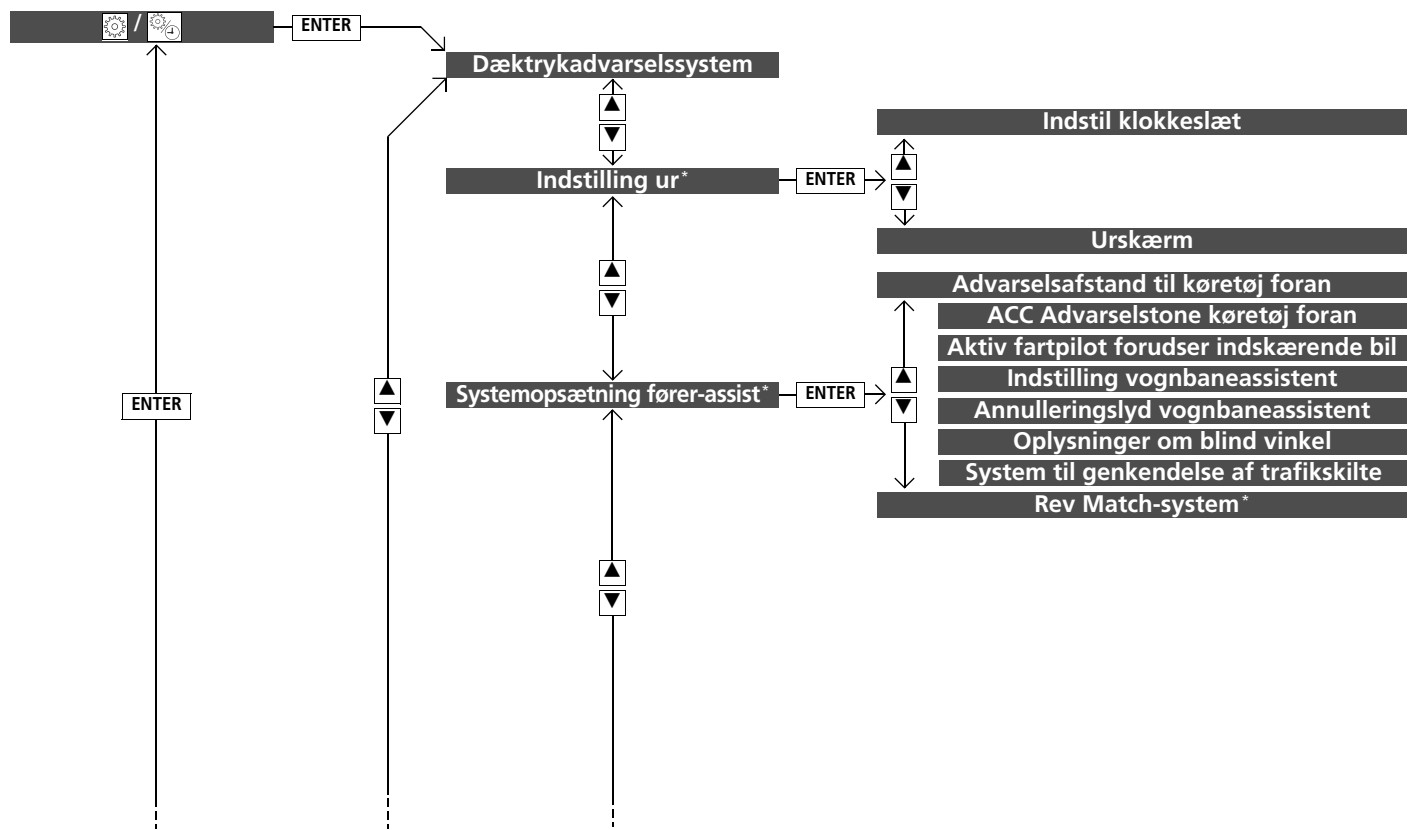 /
ENTER
Dæktrykadvarselssystem
▲
▼
Indstilling ur*
ENTER
Indstil klokkeslæt
▲
▼
Urskærm
▲
▼
Systemopsætning fører-assist*
ENTER
Advarselsafstand til køretøj foran
ACC Advarselstone køretøj foran
Aktiv fartpilot forudser indskærende bil
Indstilling vognbaneassistent
Annulleringslyd vognbaneassistent
Oplysninger om blind vinkel
System til genkendelse af trafikskilte
Rev Match-system*
▲
▼
ENTER
▲
▼
▲
▼